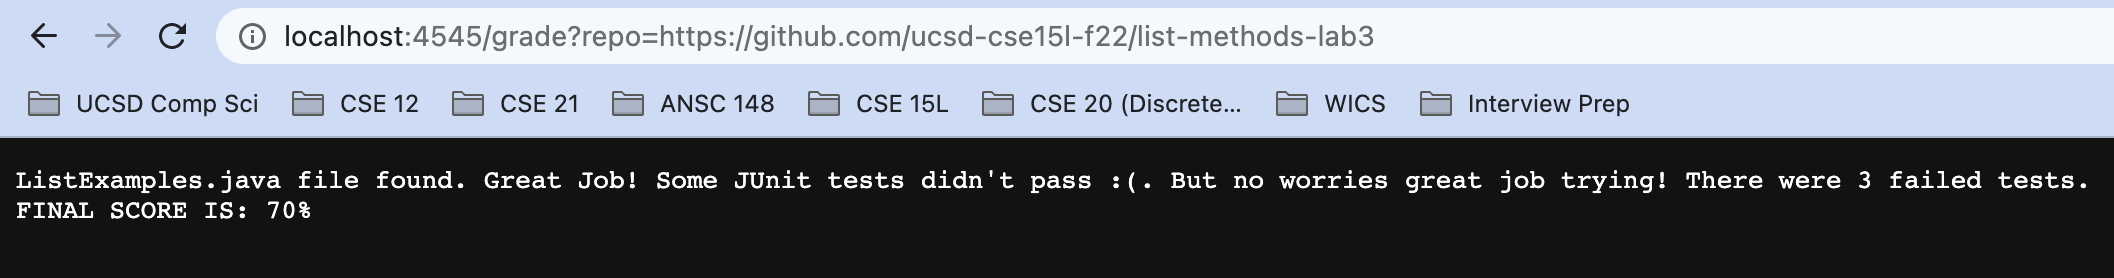 localhost:4545/grade?repo=https://github.com/ucsd-cse15l-f22/list-methods-lab3
UCSD Comp Sci CSE 12 CSE 21 ANSC 148 CSE 15L CSE 20 (Discrete... WICS Interview Prep
ListExamples.java file found. Great Job! Some JUnit tests didn't pass :(. But no worries great job trying! There were 3 failed tests.
FINAL SCORE IS: 70%